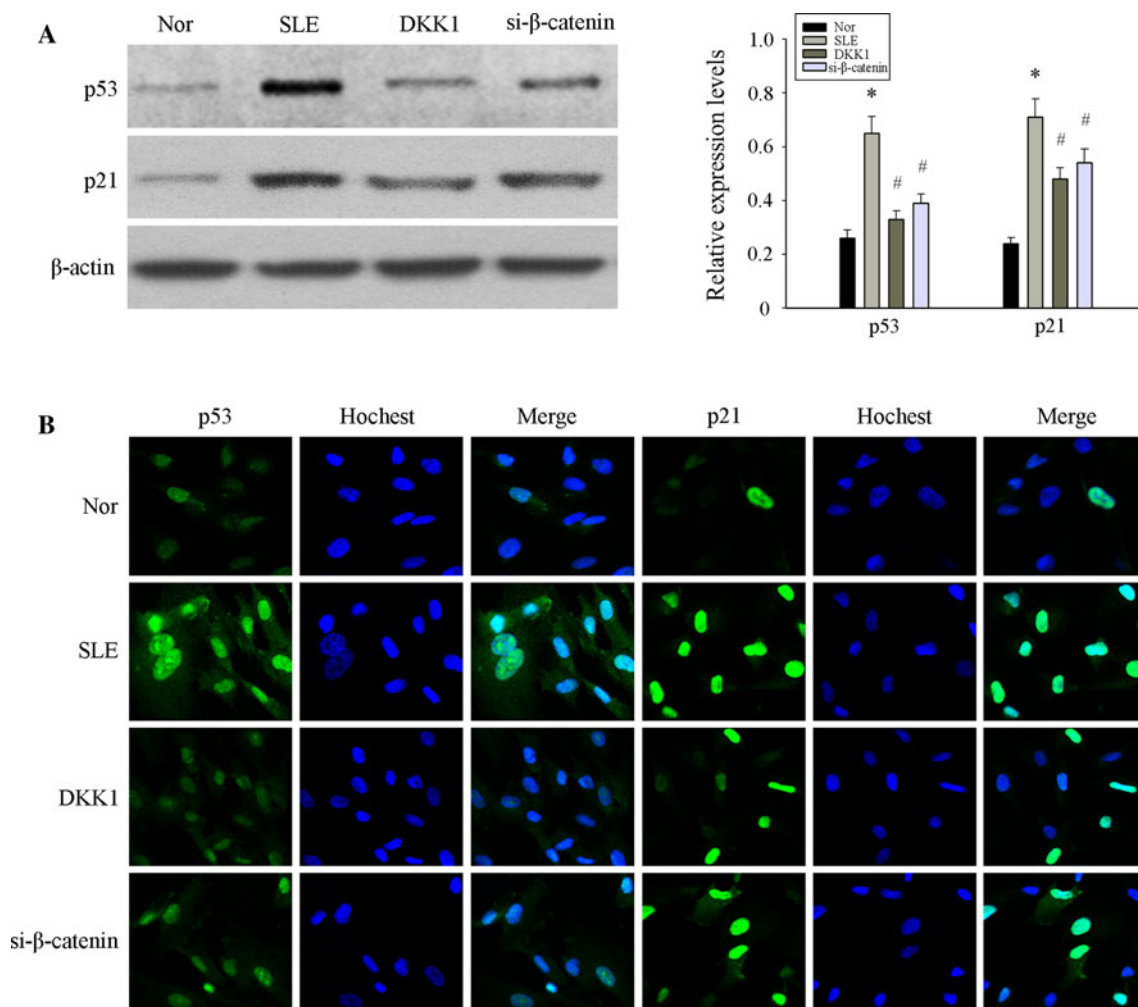 A
Nor SLE DKK1 si-β-catenin
p53
p21
β-actin
Nor
SLE
DKK1
si-β-catenin
Relative expression levels
1.0
0.8
0.6
0.4
0.2
0
*
#
#
*
#
#
p53 p21
B
p53 Hochest Merge p21 Hochest Merge
Nor
SLE
DKK1
si-β-catenin